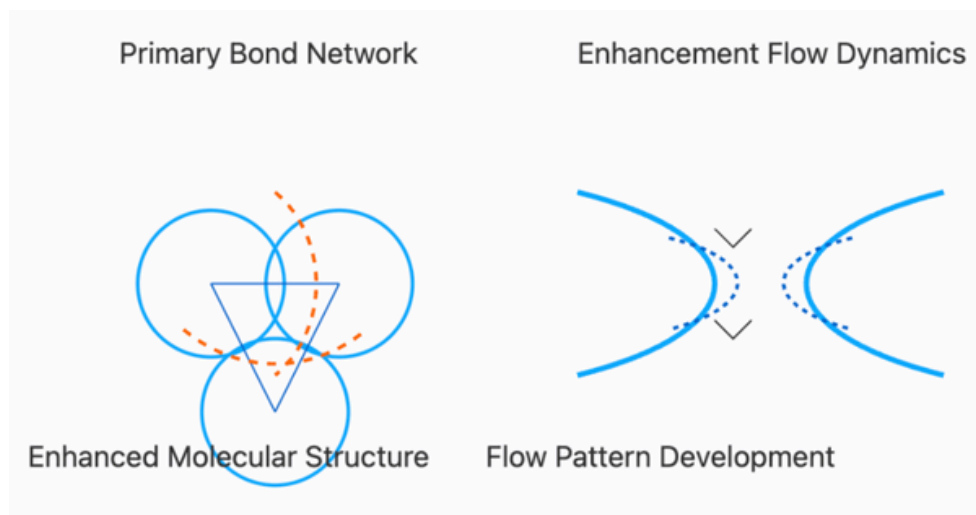 Primary Bond Network
Enhancement Flow Dynamics
Enhanced Molecular Structure
Flow Pattern Development